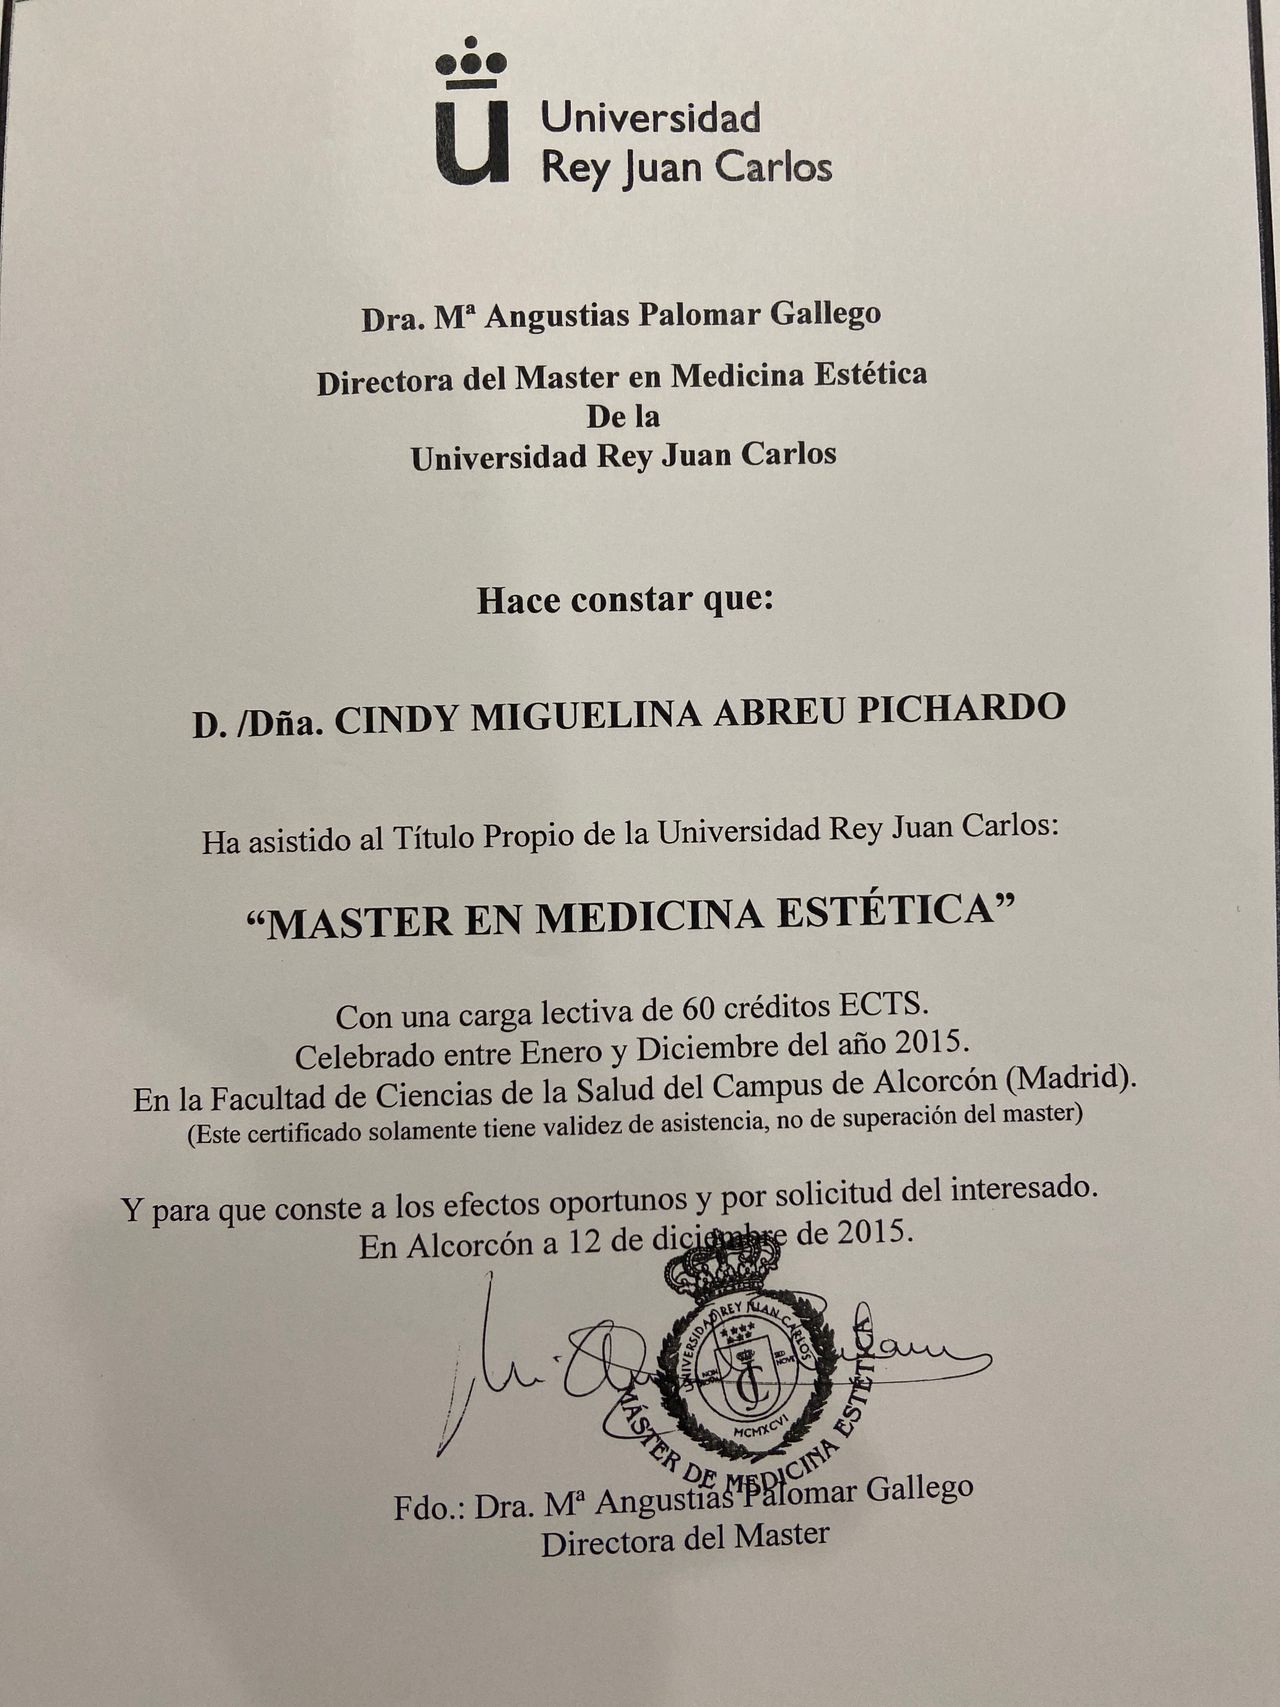 Universidad
Rey Juan Carlos
Dra. Mª Angustias Palomar Gallego
Directora del Master en Medicina Estética
De la
Universidad Rey Juan Carlos
Hace constar que:
D. /Dña. CINDY MIGUELINA ABREU PICHARDO
Ha asistido al Título Propio de la Universidad Rey Juan Carlos:
“MASTER EN MEDICINA ESTÉTICA”
Con una carga lectiva de 60 créditos ECTS.
Celebrado entre Enero y Diciembre del año 2015.
En la Facultad de Ciencias de la Salud del Campus de Alcorcón (Madrid).
(Este certificado solamente tiene validez de asistencia, no de superación del master)
Y para que conste a los efectos oportunos y por solicitud del interesado.
En Alcorcón a 12 de diciembre de 2015.
UNIVERSIDAD REY JUAN CARLOS
MCMXCVI
MÁSTER DE MEDICINA ESTÉTICA
Fdo.: Dra. Mª Angustias Palomar Gallego
Directora del Master